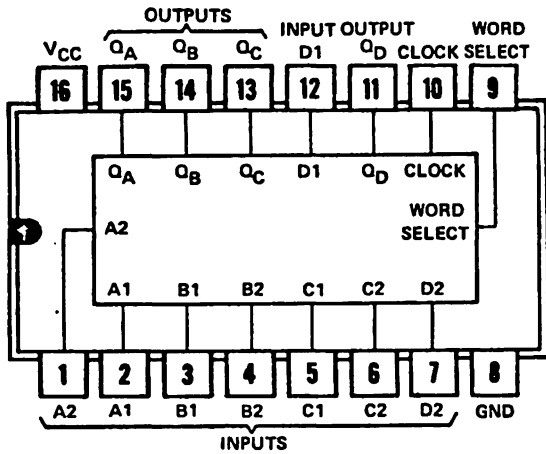 OUTPUTS
INPUT OUTPUT WORD
VCC QA QB QC D1 QD CLOCK SELECT
16 15 14 13 12 11 10 9
QA QB QC D1 QD CLOCK
A2 WORD
SELECT
A1 B1 B2 C1 C2 D2
1 2 3 4 5 6 7 8
A2 A1 B1 B2 C1 C2 D2 GND
INPUTS